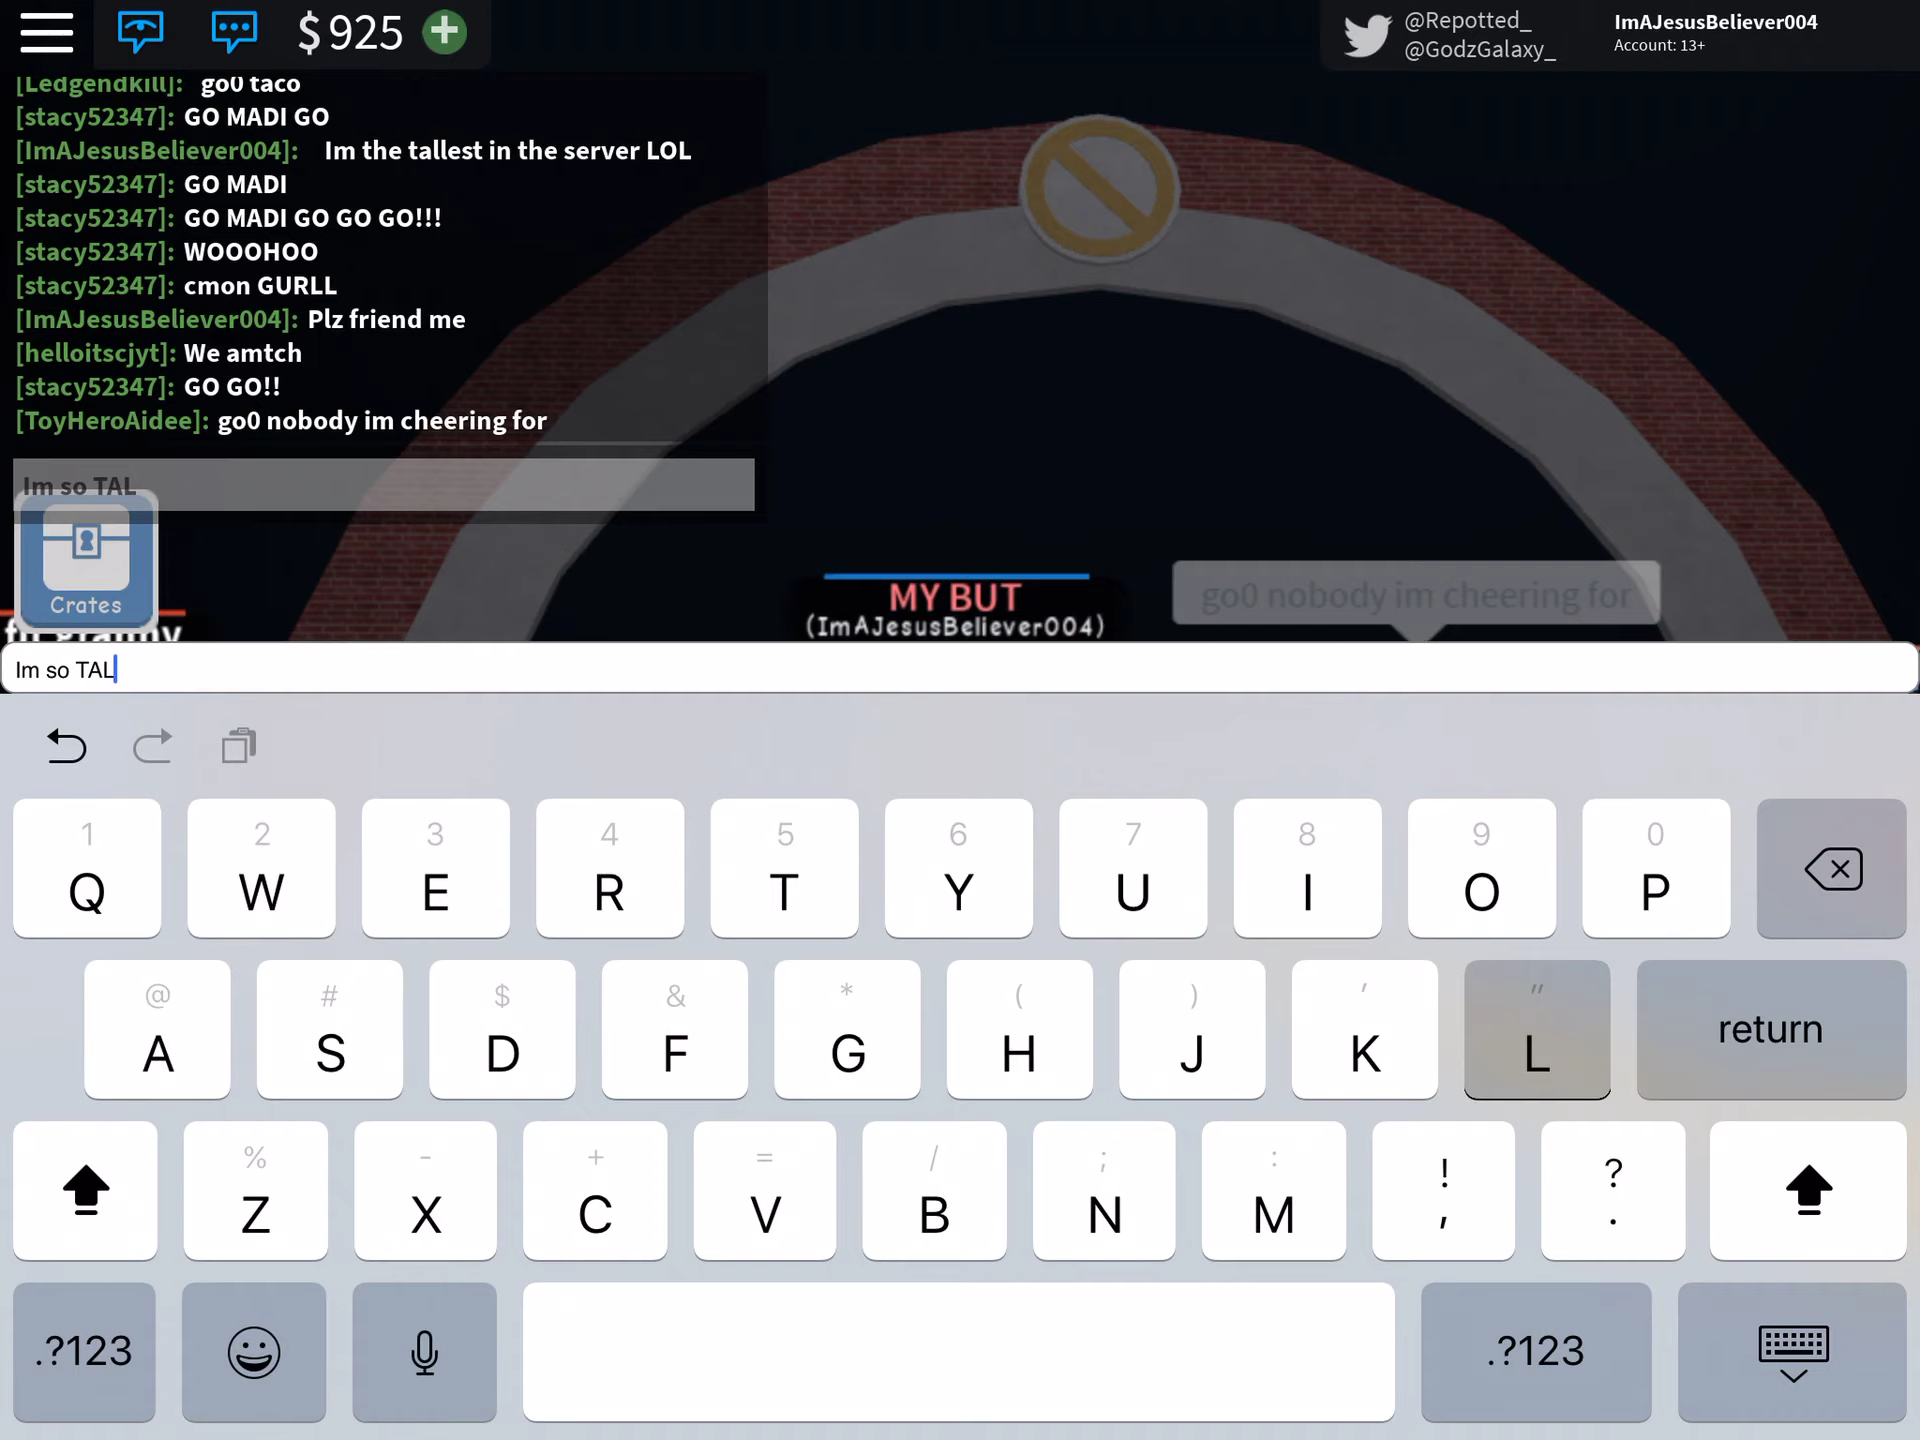 $925
@Repotted_
@GodzGalaxy_
ImAJesusBeliever004
Account: 13+
[Ledgendkill]: go0 taco
[stacy52347]: GO MADI GO
[ImAJesusBeliever004]: Im the tallest in the server LOL
[stacy52347]: GO MADI
[stacy52347]: GO MADI GO GO GO!!!
[stacy52347]: WOOOHOO
[stacy52347]: cmon GURLL
[ImAJesusBeliever004]: Plz friend me
[helloitscjyt]: We amtch
[stacy52347]: GO GO!!
[ToyHeroAidee]: go0 nobody im cheering for
Im so TAL
Crates
MY BUT
(ImAJesusBeliever004)
go0 nobody im cheering for
Im so TAL
1 2 3 4 5 6 7 8 9 0
Q W E R T Y U I O P
@ # $ & * ( ) ' "
A S D F G H J K L return
% - + = / ; : ! ?
Z X C V B N M , .
.?123 .?123